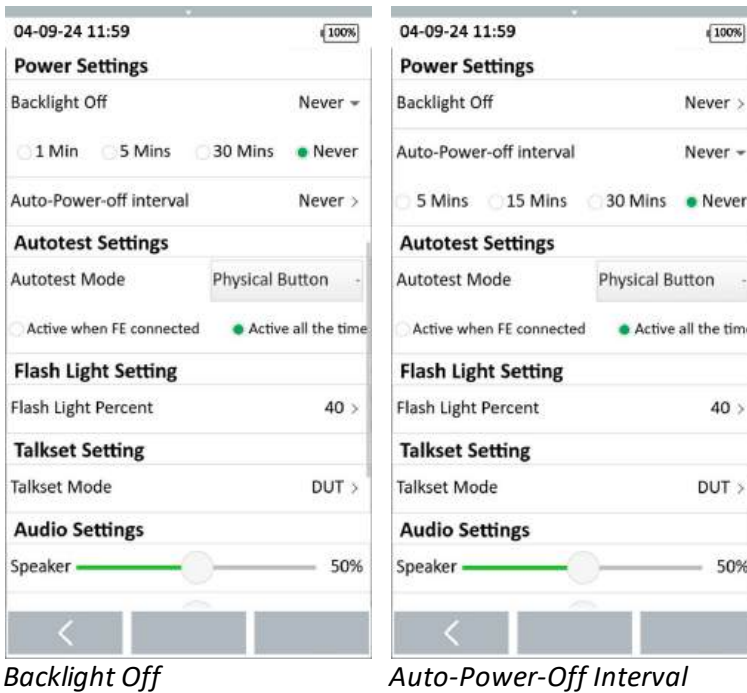 04-09-24 11:59 100%
Power Settings
Backlight Off Never
1 Min 5 Mins 30 Mins Never
Auto-Power-off interval Never >
Autotest Settings
Autotest Mode Physical Button
Active when FE connected Active all the time
Flash Light Setting
Flash Light Percent 40 >
Talkset Setting
Talkset Mode DUT >
Audio Settings
Speaker 50%
Backlight Off
04-09-24 11:59 100%
Power Settings
Backlight Off Never >
Auto-Power-off interval Never
5 Mins 15 Mins 30 Mins Never
Autotest Settings
Autotest Mode Physical Button
Active when FE connected Active all the time
Flash Light Setting
Flash Light Percent 40 >
Talkset Setting
Talkset Mode DUT >
Audio Settings
Speaker 50%
Auto-Power-Off Interval